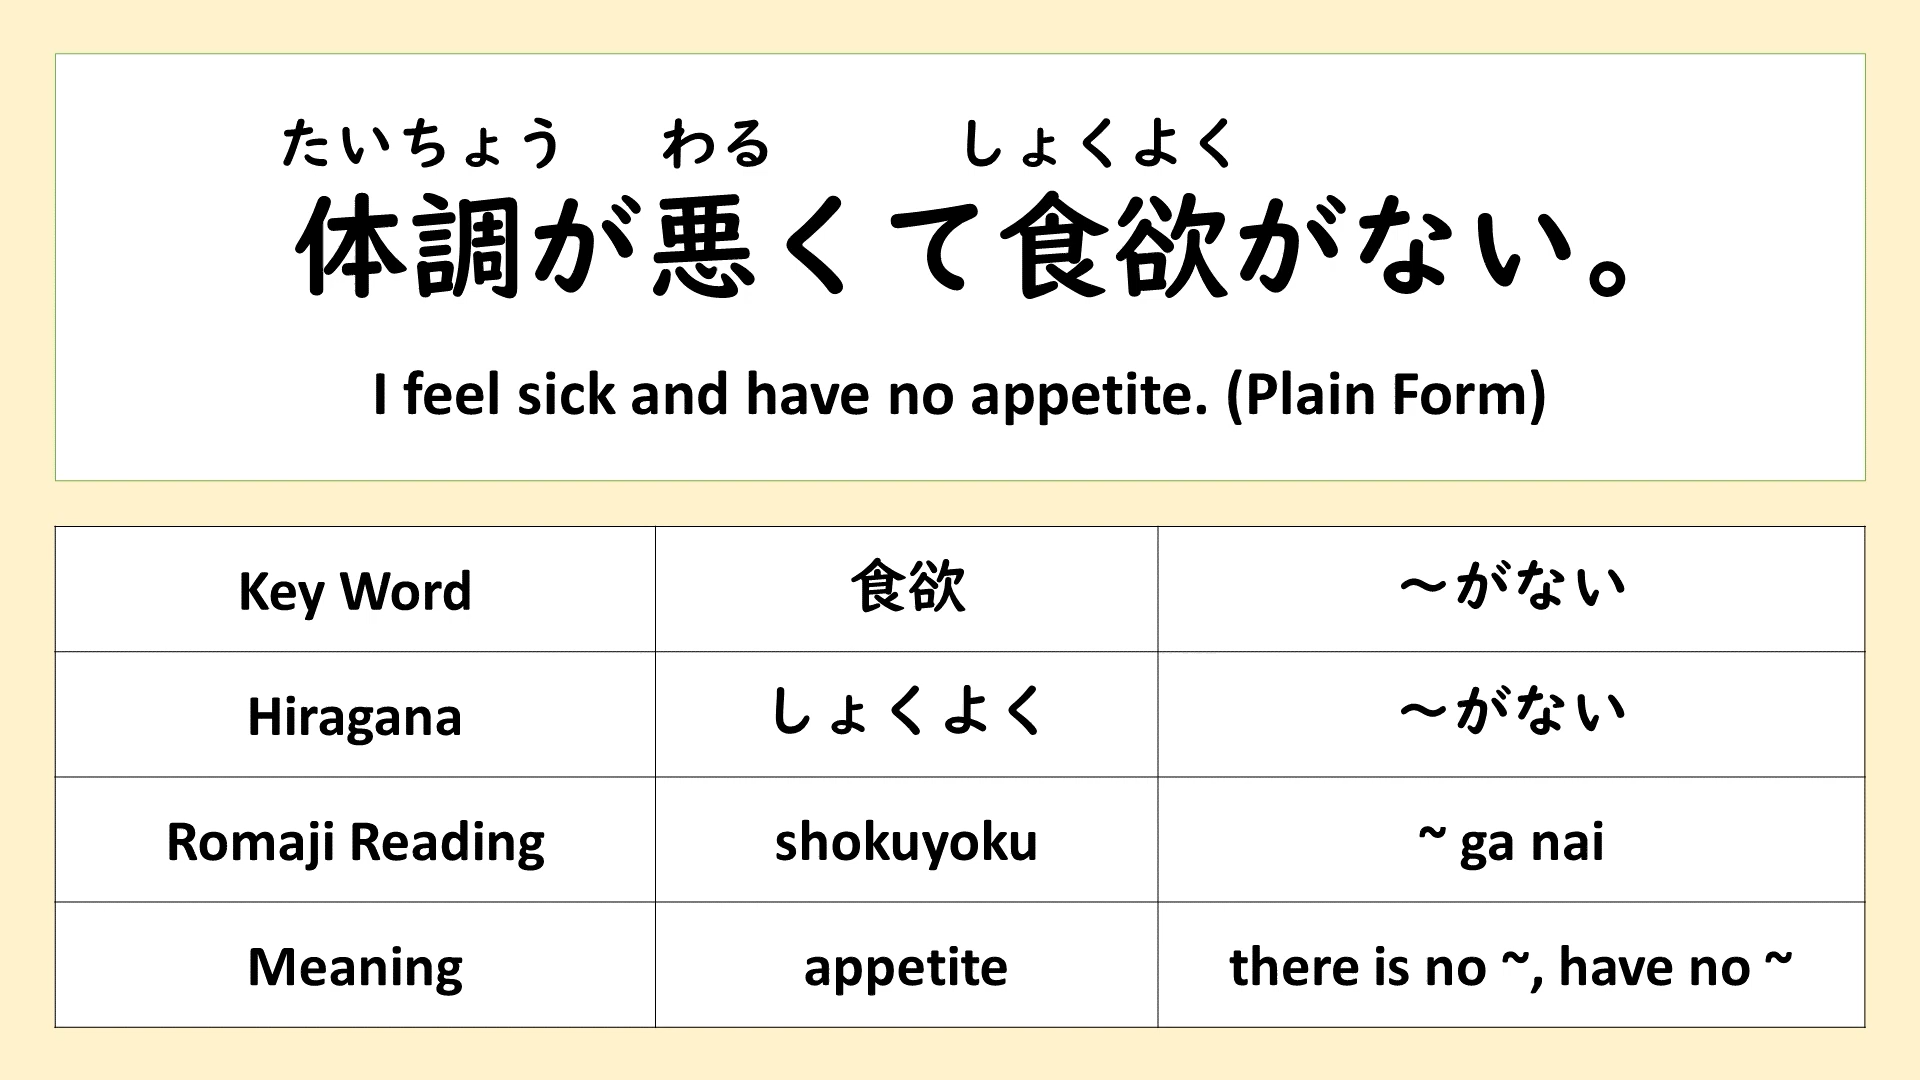 たいちょう わる しょくよく
体調が悪くて食欲がない。
I feel sick and have no appetite. (Plain Form)
Key Word 食欲 ～がない
Hiragana しょくよく ～がない
Romaji Reading shokuyoku ~ ga nai
Meaning appetite there is no ~, have no ~